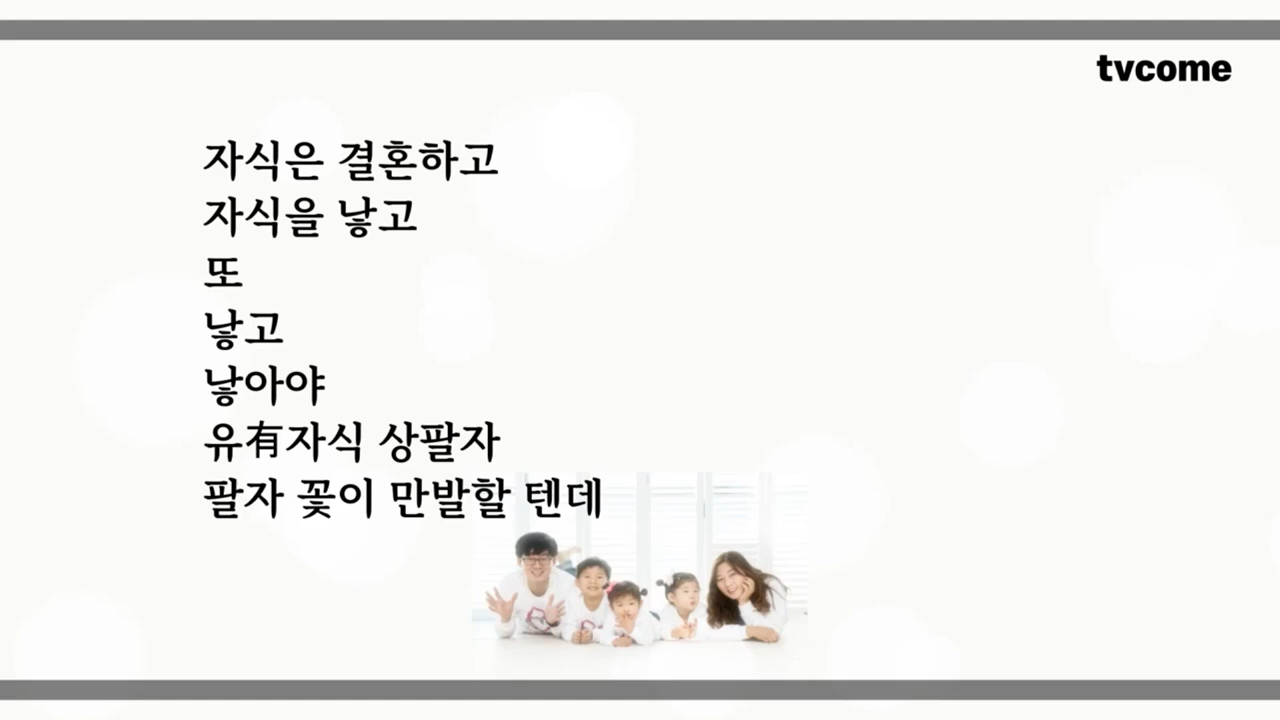 tvcome
자식은 결혼하고
자식을 낳고
또
낳고
낳아야
유有자식 상팔자
팔자 꽃이 만발할 텐데